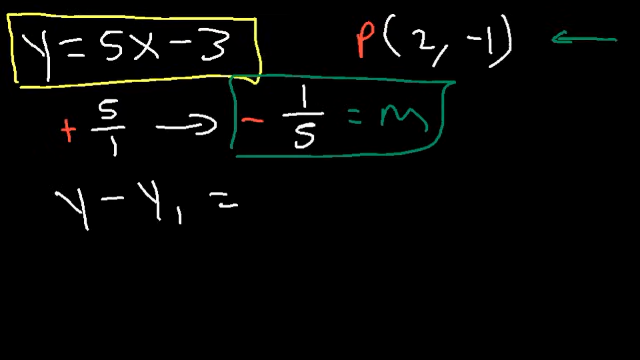 y = 5x - 3 P(2, -1)
+ 5/1 → - 1/5 = m
y - y₁ =